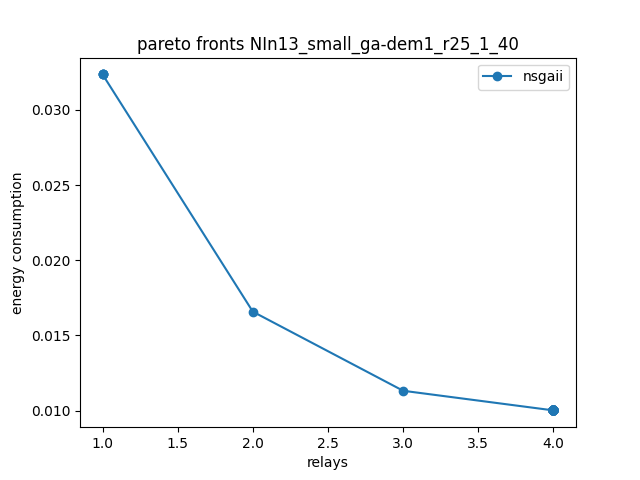 pareto fronts NIn13_small_ga-dem1_r25_1_40
nsgaii
energy consumption
0.030
0.025
0.020
0.015
0.010
1.0 1.5 2.0 2.5 3.0 3.5 4.0
relays